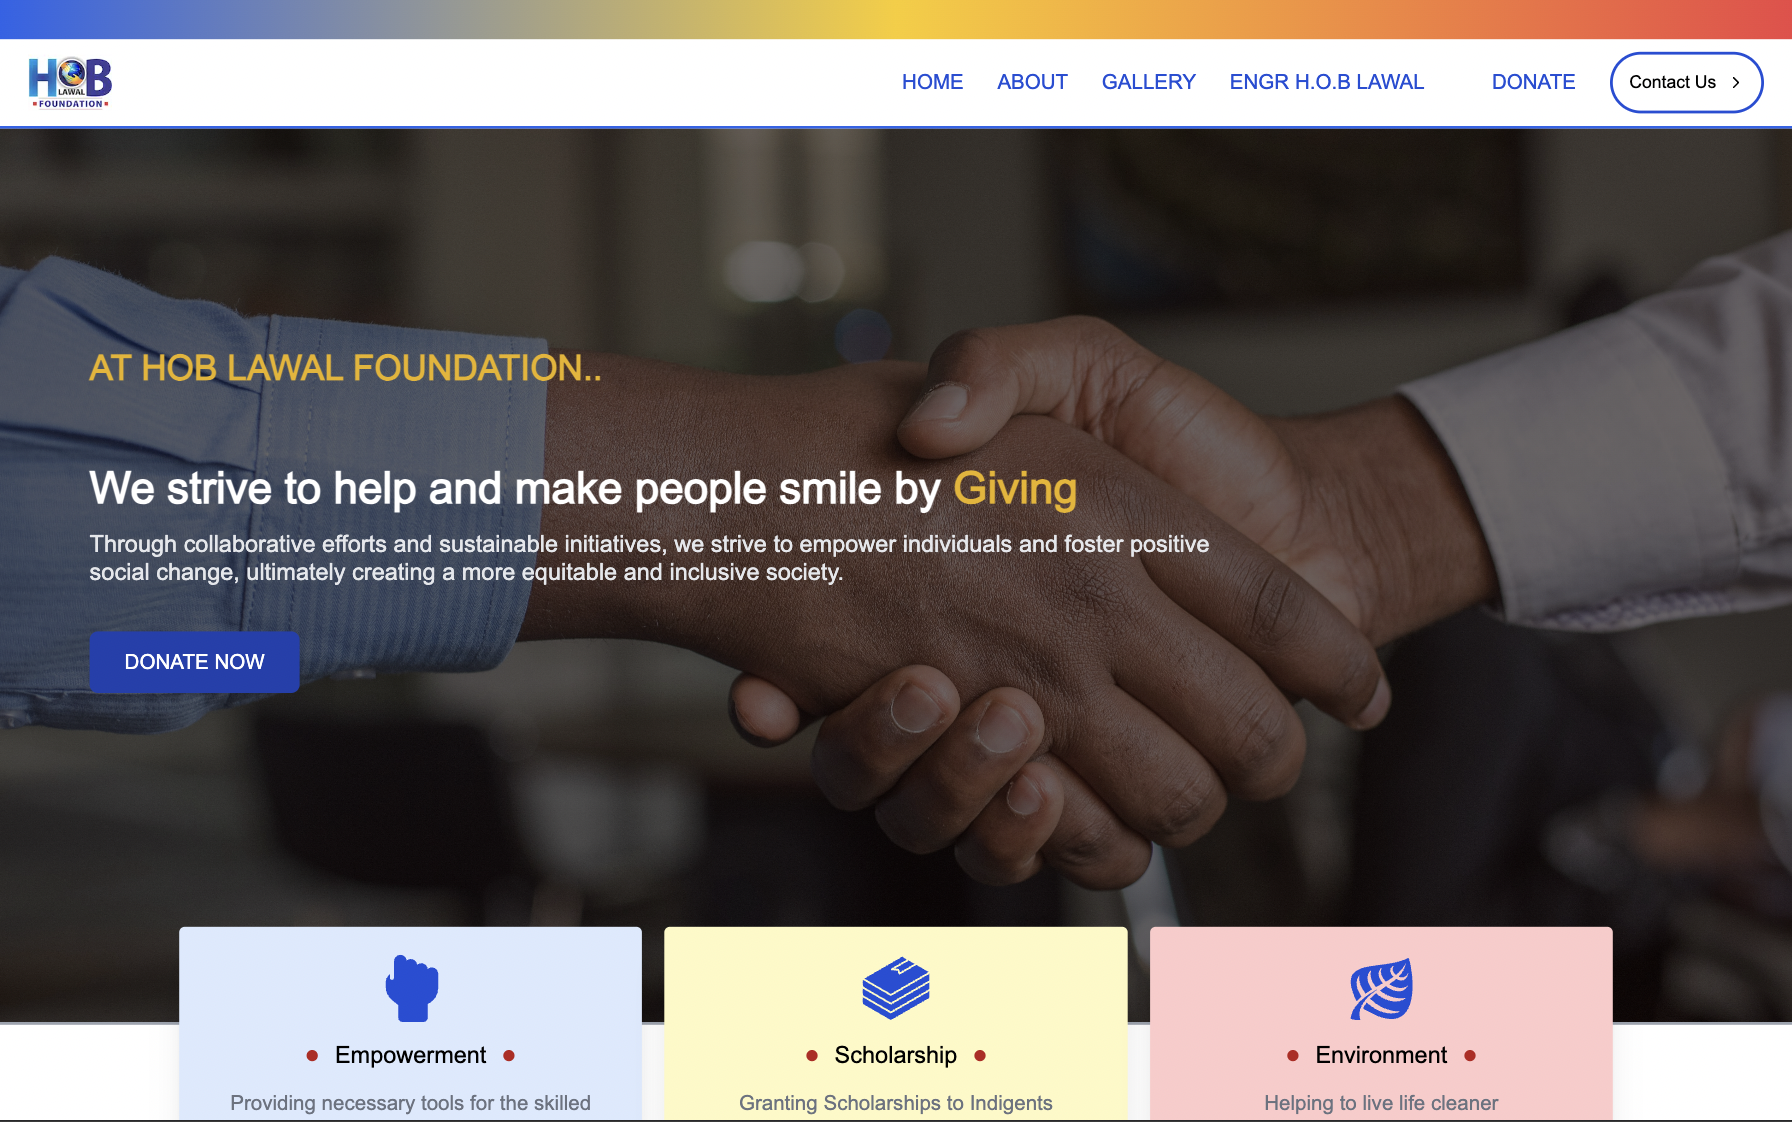 HOB
LAWAL
FOUNDATION
HOME ABOUT GALLERY ENGR H.O.B LAWAL DONATE Contact Us
AT HOB LAWAL FOUNDATION..
We strive to help and make people smile by Giving
Through collaborative efforts and sustainable initiatives, we strive to empower individuals and foster positive
social change, ultimately creating a more equitable and inclusive society.
DONATE NOW
Empowerment
Providing necessary tools for the skilled
Scholarship
Granting Scholarships to Indigents
Environment
Helping to live life cleaner